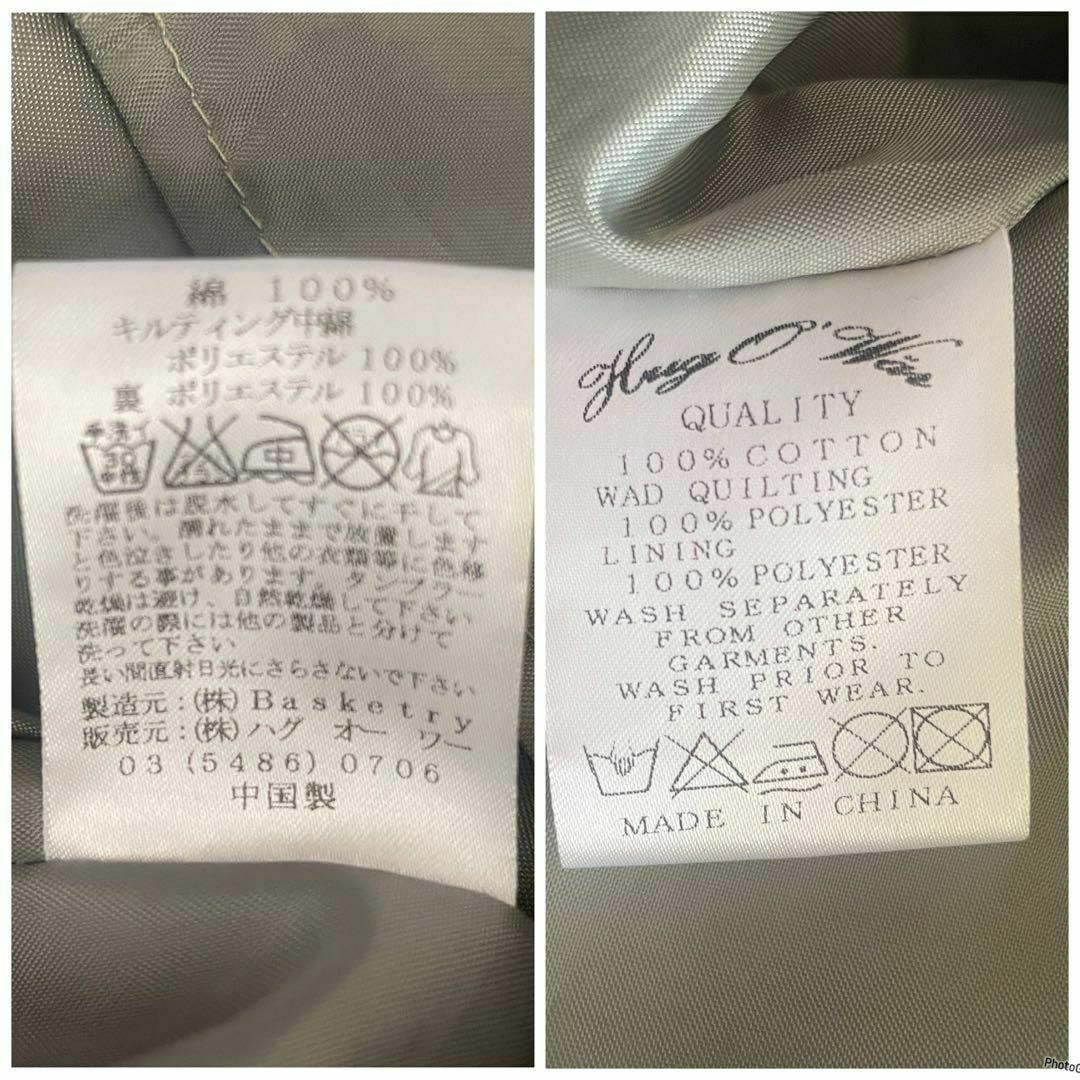 綿 100%
キルティング中綿
ポリエステル 100%
裏 ポリエステル 100%
手洗イ
30
中性
洗濯後は脱水してすぐに干して
下さい。濡れたままで放置します
と色泣きしたり他の衣類等に色移
りする事があります。タンブラー
乾燥は避け、自然乾燥して下さい
洗濯の際には他の製品と分けて
洗って下さい
長い間直射日光にさらさないで下さい
製造元:(株)Basketry
販売元:(株)ハグ オー ワー
03(5486)0706
中国製
Hug O'
QUALITY
100% COTTON
WAD QUILTING
100% POLYESTER
LINING
100% POLYESTER
WASH SEPARATELY
FROM OTHER
GARMENTS.
WASH PRIOR TO
FIRST WEAR.
MADE IN CHINA
PhotoG